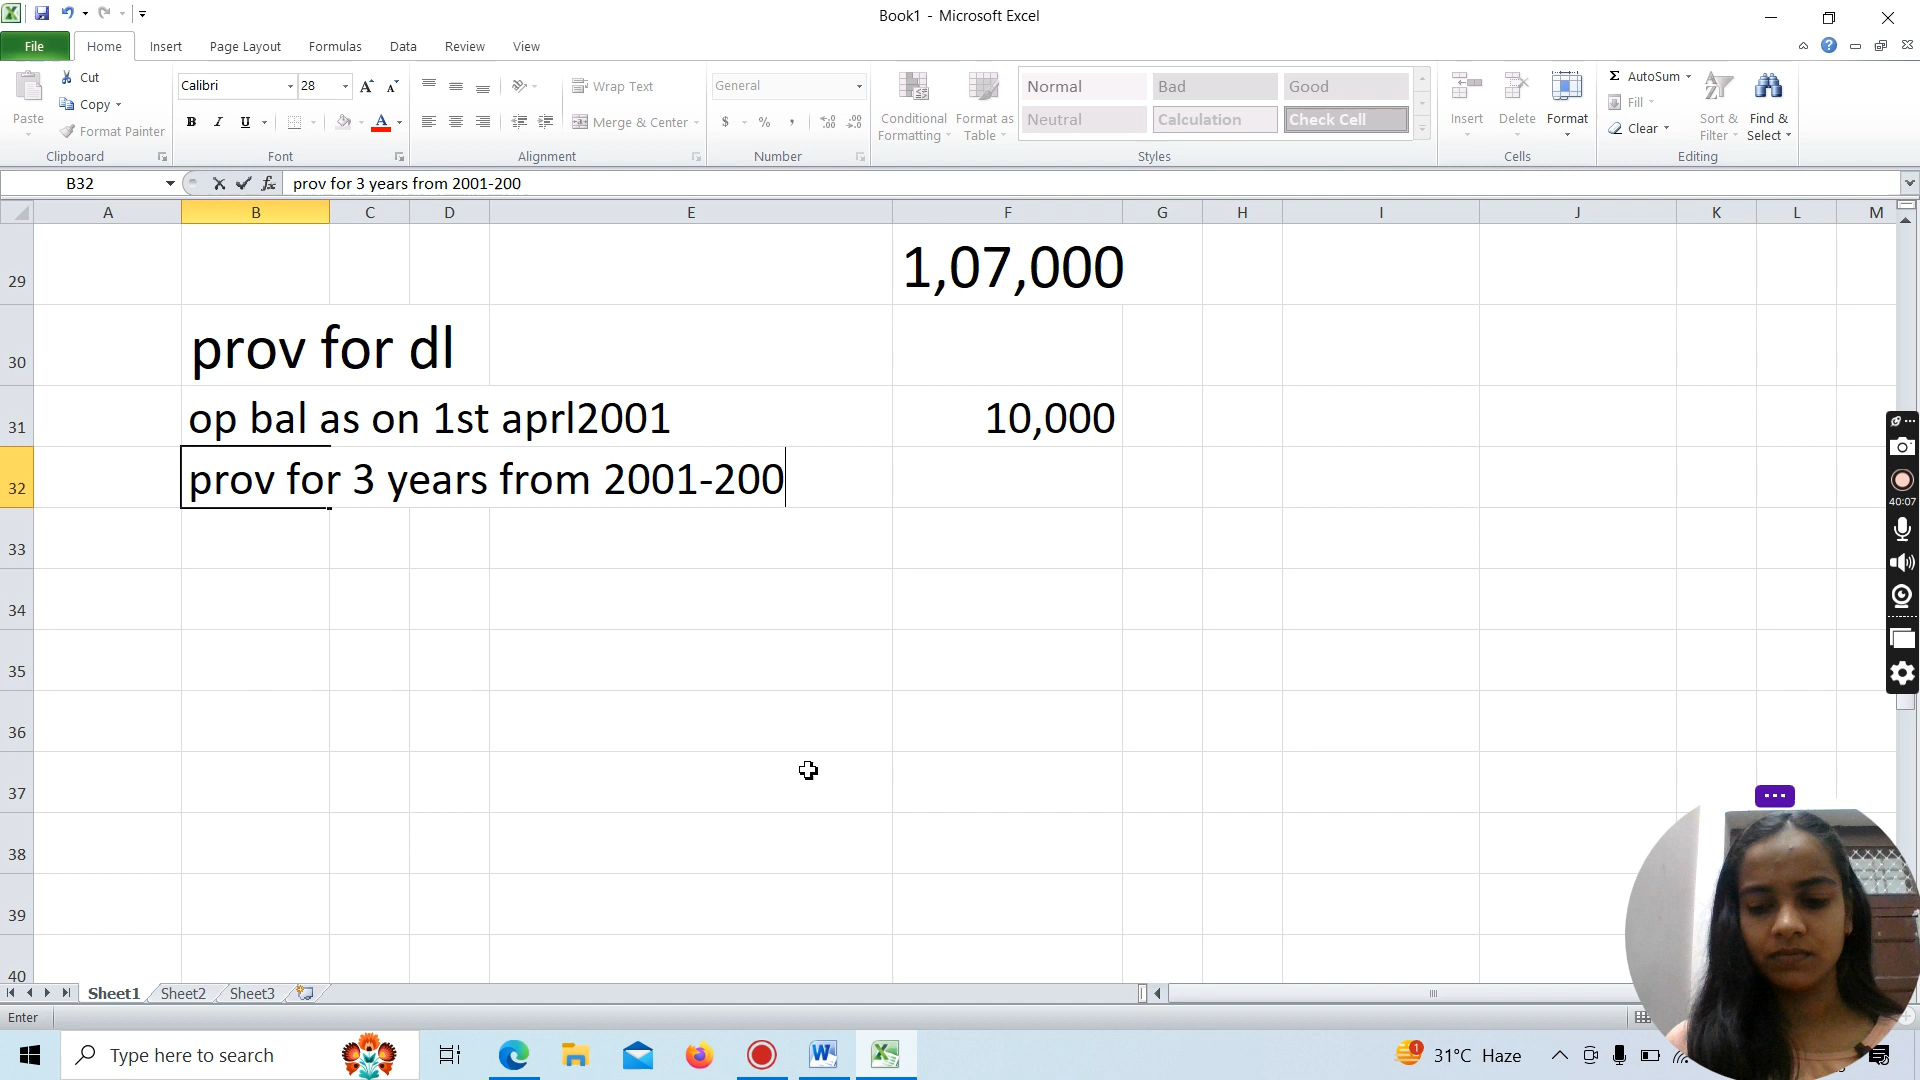 Book1 - Microsoft Excel
File Home Insert Page Layout Formulas Data Review View
Cut
Copy
Format Painter
Paste
Clipboard
Calibri 28
B I U A
Font
Wrap Text
Merge & Center
Alignment
General
$ % ,
Number
Conditional Formatting
Format as Table
Normal Bad Good
Neutral Calculation Check Cell
Styles
Insert Delete Format
Cells
Σ AutoSum
Fill
Clear
Sort & Filter
Find & Select
Editing
B32 fx prov for 3 years from 2001-200
A B C D E F G H I J K L M
29 1,07,000
30 prov for dl
31 op bal as on 1st aprl2001 10,000
32 prov for 3 years from 2001-200
33
34
35
36
37
38
39
40
40:07
Sheet1 Sheet2 Sheet3
Enter
Type here to search
31°C Haze